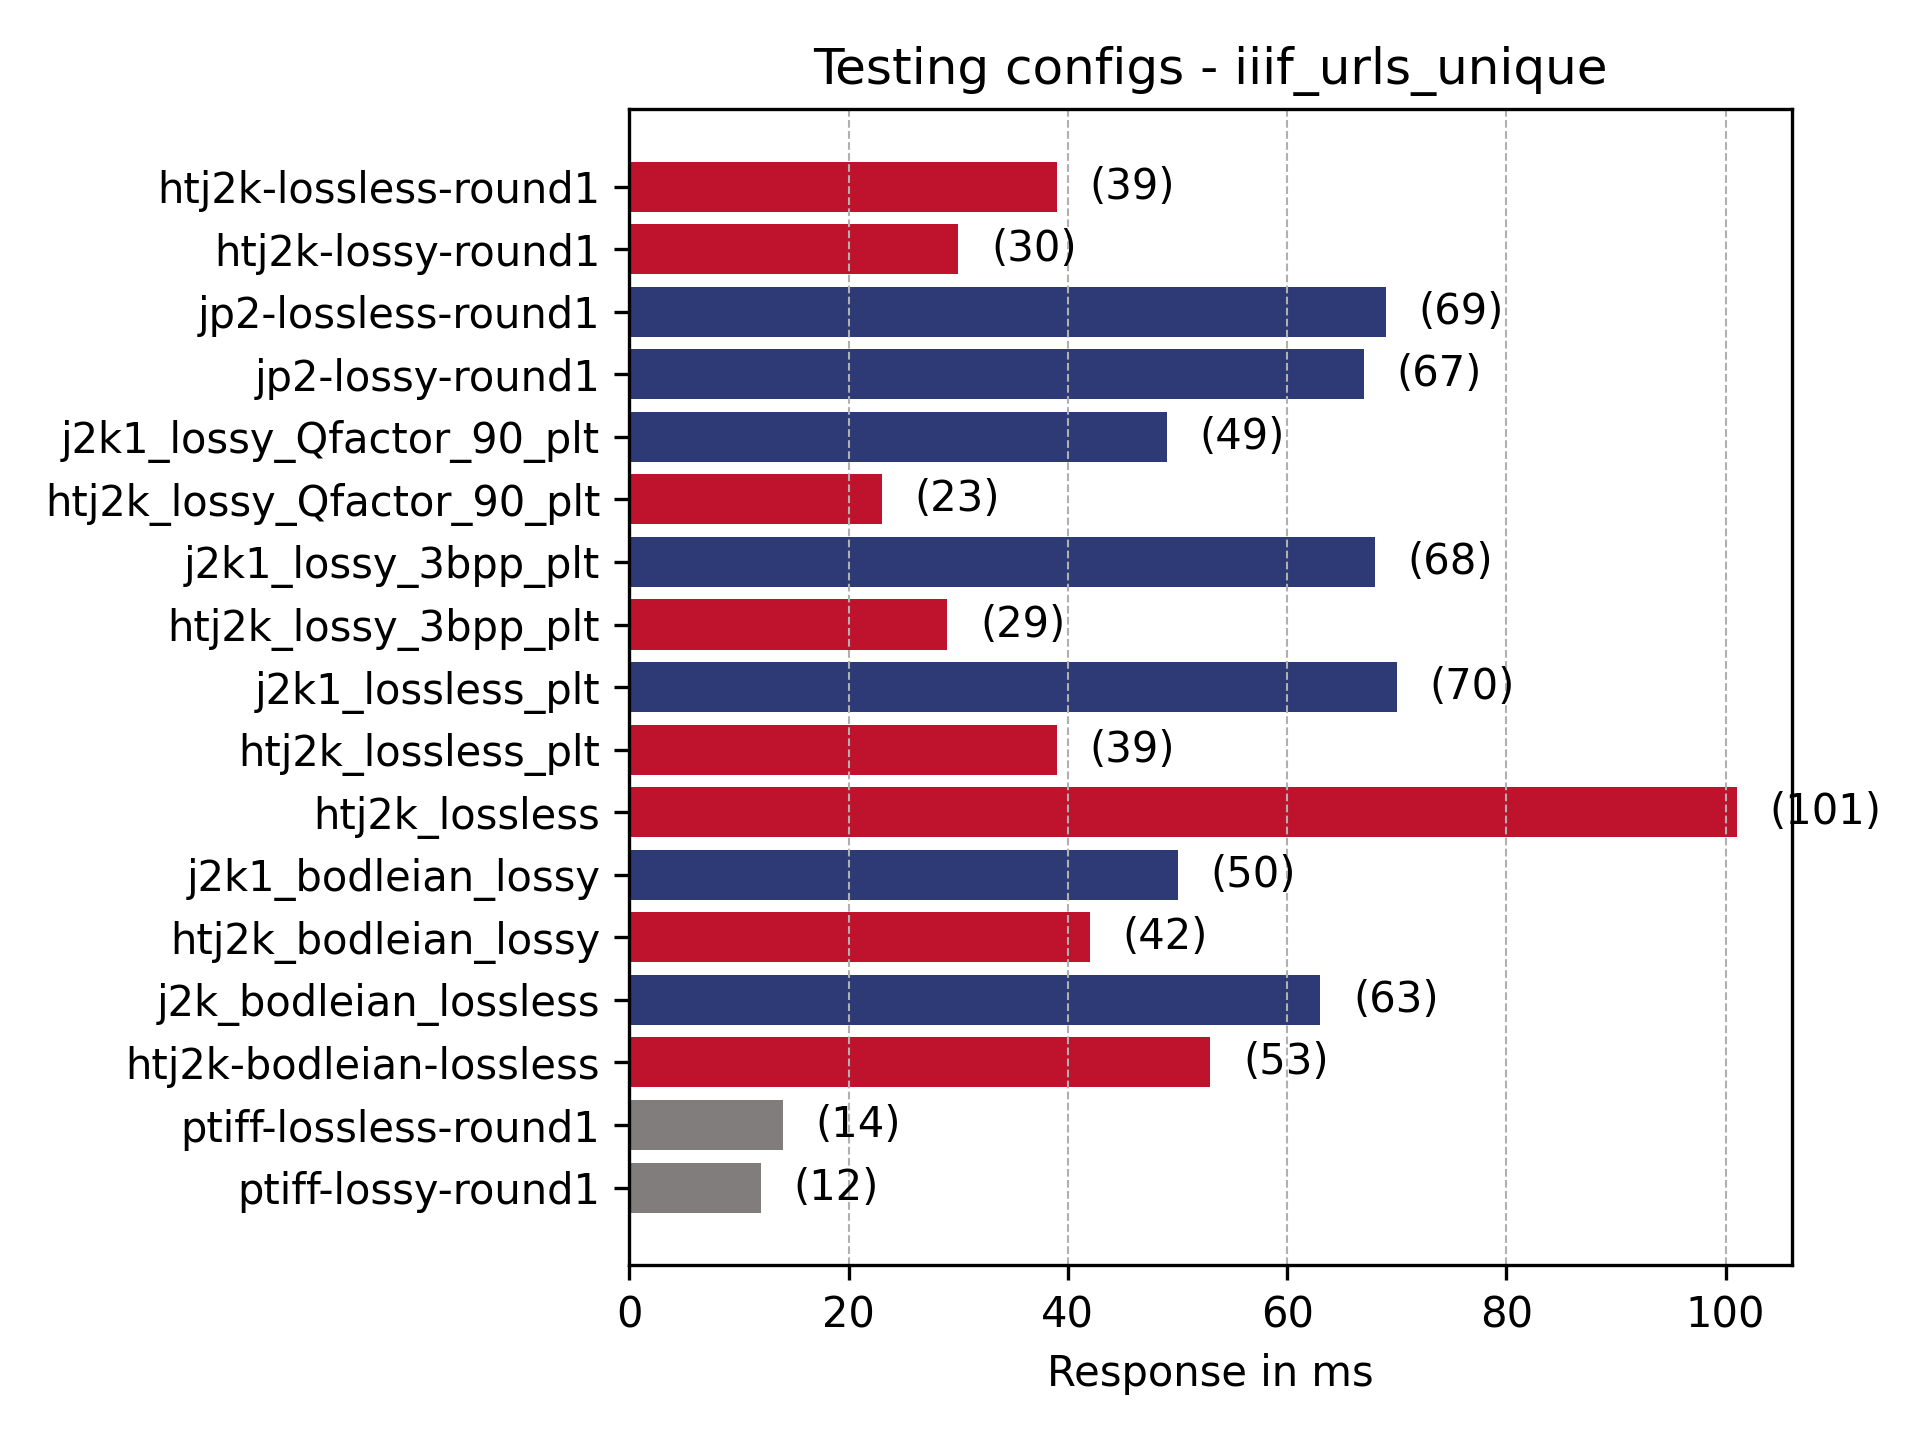 Testing configs - iiif_urls_unique
htj2k-lossless-round1 (39)
htj2k-lossy-round1 (30)
jp2-lossless-round1 (69)
jp2-lossy-round1 (67)
j2k1_lossy_Qfactor_90_plt (49)
htj2k_lossy_Qfactor_90_plt (23)
j2k1_lossy_3bpp_plt (68)
htj2k_lossy_3bpp_plt (29)
j2k1_lossless_plt (70)
htj2k_lossless_plt (39)
htj2k_lossless (101)
j2k1_bodleian_lossy (50)
htj2k_bodleian_lossy (42)
j2k_bodleian_lossless (63)
htj2k-bodleian-lossless (53)
ptiff-lossless-round1 (14)
ptiff-lossy-round1 (12)
0 20 40 60 80 100
Response in ms